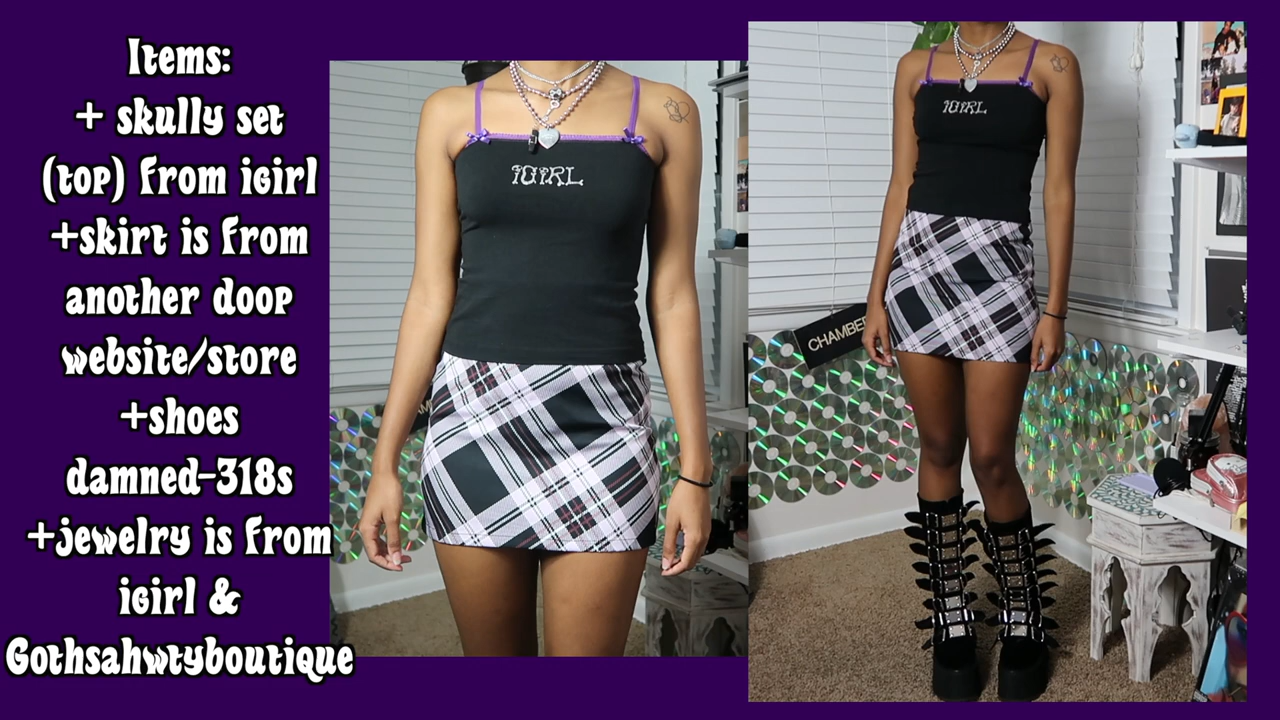 Items:
+ skully set
(top) from igirl
+skirt is from
another doop
website/store
+shoes
damned-318s
+jewelry is from
igirl &
Gothsahwtyboutique
IGIRL
IGIRL
CHAMBER